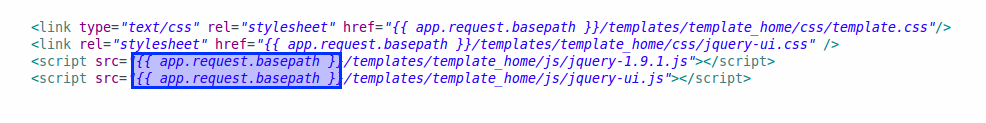 <link type="text/css" rel="stylesheet" href="{{ app.request.basepath }}/templates/template_home/css/template.css"/>
<link rel="stylesheet" href="{{ app.request.basepath }}/templates/template_home/css/jquery-ui.css" />
<script src="{{ app.request.basepath }}/templates/template_home/js/jquery-1.9.1.js"></script>
<script src="{{ app.request.basepath }}/templates/template_home/js/jquery-ui.js"></script>